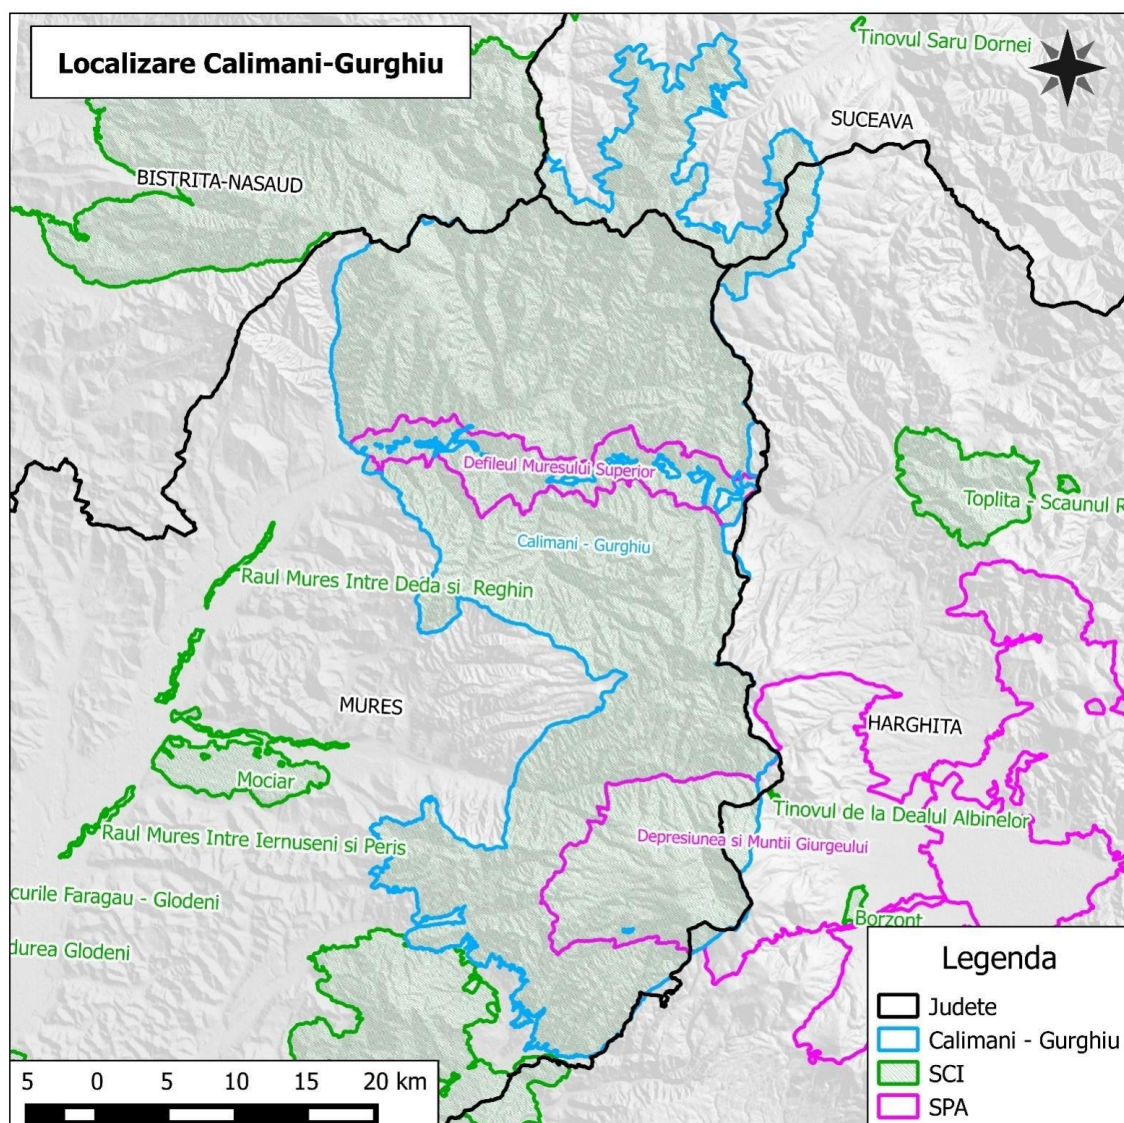 Localizare Calimani-Gurghiu
Tinovul Saru Dornei
SUCEAVA
BISTRITA-NASAUD
Defileul Muresului Superior
Toplita - Scaunul R
Calimani - Gurghiu
Raul Mures Intre Deda si Reghin
MURES
HARGHITA
Mociar
Tinovul de la Dealul Albinelor
Raul Mures Intre Iernuseni si Peris
Depresiunea si Muntii Giurgeului
curile Faragau - Glodeni
Borzont
durea Glodeni
Legenda
Judete
Calimani - Gurghiu
SCI
SPA
5 0 5 10 15 20 km